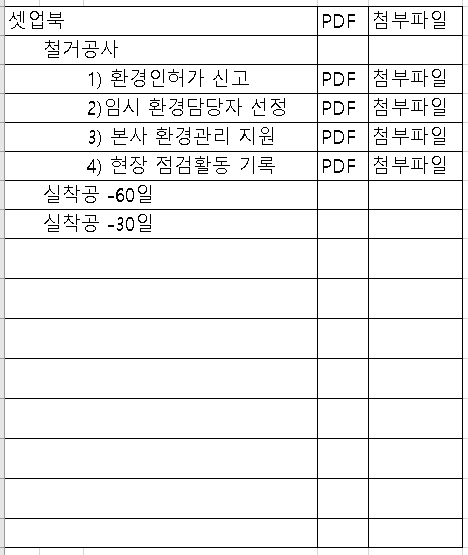 셋업북 PDF 첨부파일
철거공사
1) 환경인허가 신고 PDF 첨부파일
2)임시 환경담당자 선정 PDF 첨부파일
3) 본사 환경관리 지원 PDF 첨부파일
4) 현장 점검활동 기록 PDF 첨부파일
실착공 -60일
실착공 -30일